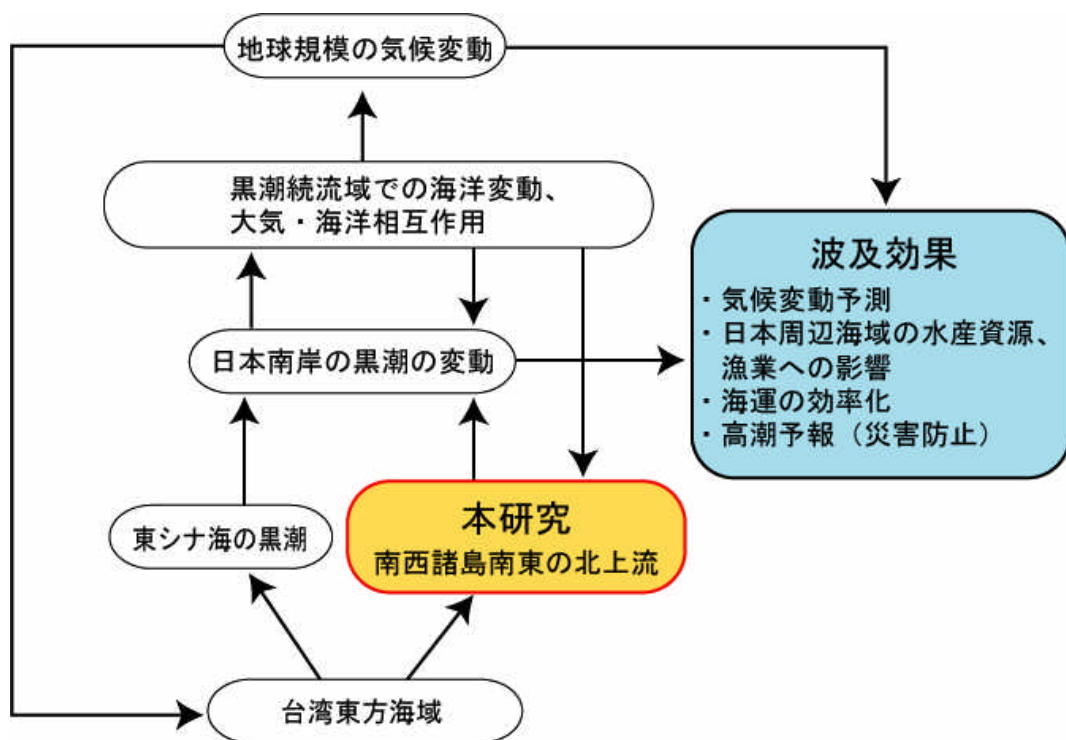 地球規模の気候変動
黒潮続流域での海洋変動、
大気・海洋相互作用
波及効果
・気候変動予測
・日本周辺海域の水産資源、
漁業への影響
・海運の効率化
・高潮予報（災害防止）
日本南岸の黒潮の変動
東シナ海の黒潮
本研究
南西諸島南東の北上流
台湾東方海域